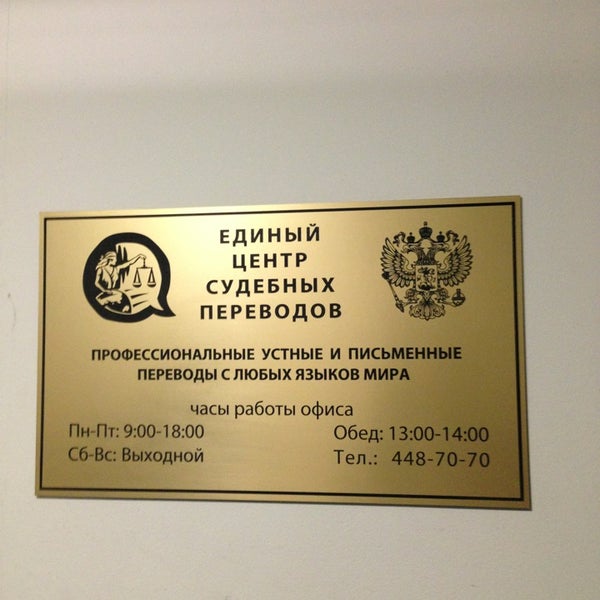 ЕДИНЫЙ
ЦЕНТР
СУДЕБНЫХ
ПЕРЕВОДОВ
ПРОФЕССИОНАЛЬНЫЕ УСТНЫЕ И ПИСЬМЕННЫЕ
ПЕРЕВОДЫ С ЛЮБЫХ ЯЗЫКОВ МИРА
часы работы офиса
Пн-Пт: 9:00-18:00 Обед: 13:00-14:00
Сб-Вс: Выходной Тел.: 448-70-70